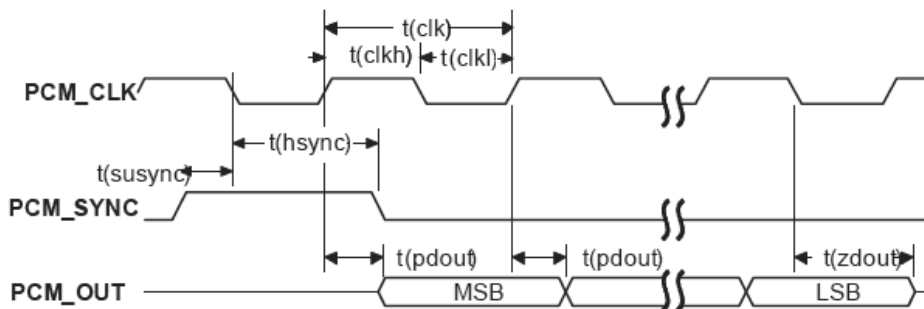 t(clk)
t(clkh)
t(clkl)
PCM_CLK
t(hsync)
t(susync)
PCM_SYNC
t(pdout)
t(pdout)
t(zdout)
PCM_OUT
MSB
LSB